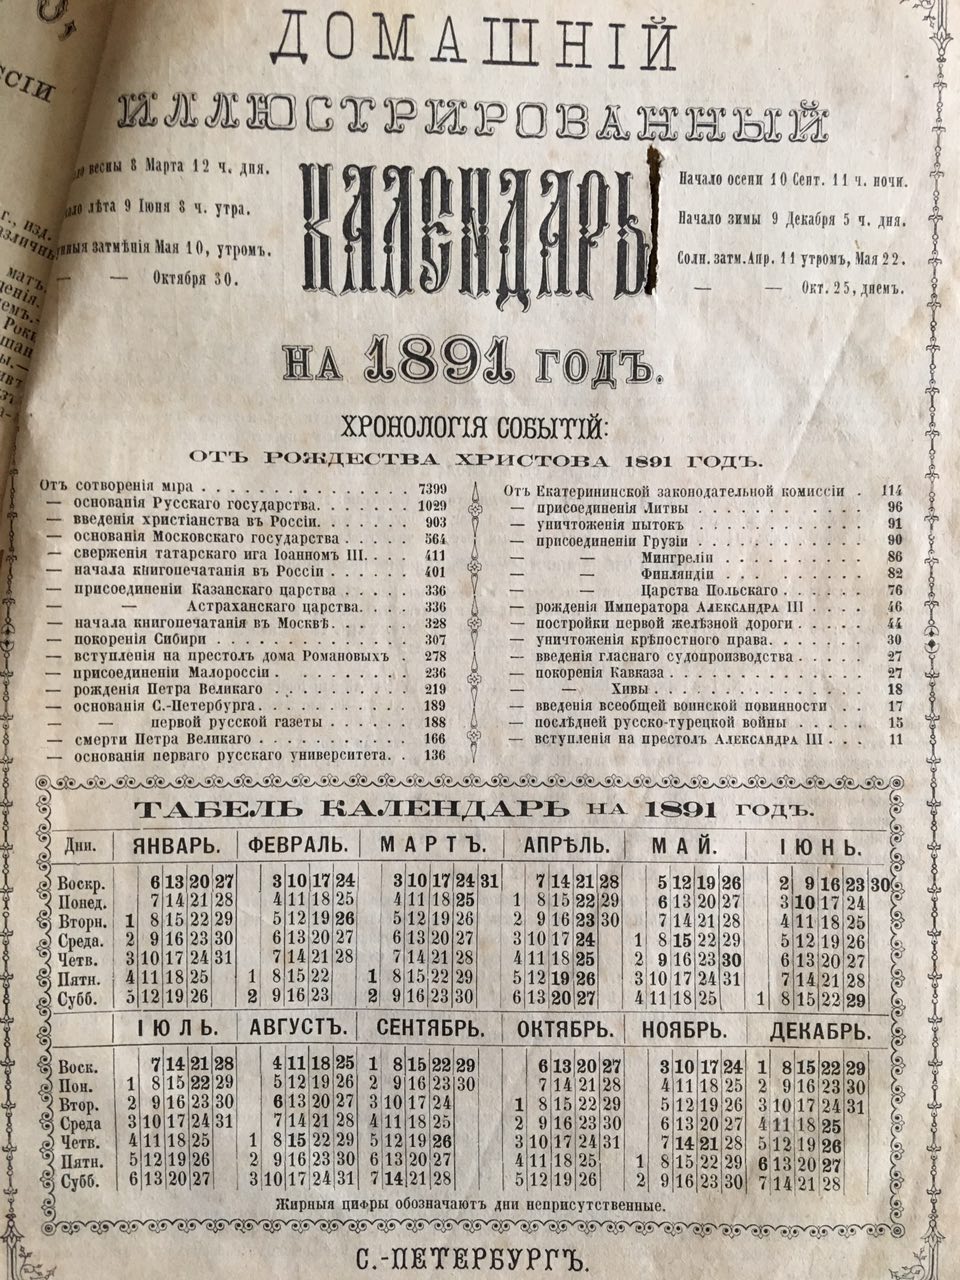 ДОМАШНІЙ
ИЛЛЮСТРИРОВАННЫЙ
КАЛЕНДАРЬ
весны 8 Марта 12 ч. дня.
лѣта 9 Іюня 8 ч. утра.
затмѣнія Мая 10, утромъ.
— — Октября 30.
Начало осени 10 Сент. 11 ч. ночи.
Начало зимы 9 Декабря 5 ч. дня.
Солн. затм. Апр. 11 утромъ, Мая 22.
— — Окт. 25, днемъ.
НА 1891 ГОДЪ.
ХРОНОЛОГІЯ СОБЫТІЙ:
ОТЪ РОЖДЕСТВА ХРИСТОВА 1891 ГОДЪ.
Отъ сотворенія міра . . . 7399
— основанія Русскаго государства. . . . 1029
— введенія христіанства въ Россіи. . . . 903
— основанія Московскаго государства . . . 564
— сверженія татарскаго ига Іоанномъ III. . . . 411
— начала книгопечатанія въ Россіи . . . 401
— присоединеніи Казанскаго царства . . . 336
— — Астраханскаго царства. . . . 336
— начала книгопечатанія въ Москвѣ. . . . 328
— покоренія Сибири . . . 307
— вступленія на престолъ дома Романовыхъ . 278
— присоединеніи Малороссіи . . . 236
— рожденія Петра Великаго . . . 219
— основанія С.-Петербурга. . . . 189
— — первой русской газеты . . . 188
— смерти Петра Великаго . . . 166
— основанія перваго русскаго университета. . 136
Отъ Екатерининской законодательной комиссіи . 114
— присоединенія Литвы . . . 96
— уничтоженія пытокъ . . . 91
— присоединеніи Грузіи . . . 90
— — Мингреліи . . . 86
— — Финляндіи . . . 82
— — Царства Польскаго . . . 76
— рожденія Императора АЛЕКСАНДРА III . . . . 46
— постройки первой желѣзной дороги . . . 44
— уничтоженія крѣпостного права. . . . 30
— введенія гласнаго судопроизводства . . . 27
— покоренія Кавказа . . . 27
— — Хивы . . . 18
— введенія всеобщей воинской повинности . . 17
— послѣдней русско-турецкой войны . . . 15
— вступленія на престолъ АЛЕКСАНДРА III . . . 11
ТАБЕЛЬ КАЛЕНДАРЬ НА 1891 ГОДЪ.
Дни. ЯНВАРЬ. ФЕВРАЛЬ. МАРТЪ. АПРѢЛЬ. МАЙ. ІЮНЬ.
Воскр. 6 13 20 27 3 10 17 24 3 10 17 24 31 7 14 21 28 5 12 19 26 2 9 16 23 30
Понед. 7 14 21 28 4 11 18 25 4 11 18 25 1 8 15 22 29 6 13 20 27 3 10 17 24
Вторн. 1 8 15 22 29 5 12 19 26 5 12 19 26 2 9 16 23 30 7 14 21 28 4 11 18 25
Среда. 2 9 16 23 30 6 13 20 27 6 13 20 27 3 10 17 24 1 8 15 22 29 5 12 19 26
Четв. 3 10 17 24 31 7 14 21 28 7 14 21 28 4 11 18 25 2 9 16 23 30 6 13 20 27
Пятн. 4 11 18 25 1 8 15 22 1 8 15 22 29 5 12 19 26 3 10 17 24 31 7 14 21 28
Субб. 5 12 19 26 2 9 16 23 2 9 16 23 30 6 13 20 27 4 11 18 25 1 8 15 22 29
ІЮЛЬ. АВГУСТЪ. СЕНТЯБРЬ. ОКТЯБРЬ. НОЯБРЬ. ДЕКАБРЬ.
Воск. 7 14 21 28 4 11 18 25 1 8 15 22 29 6 13 20 27 3 10 17 24 1 8 15 22 29
Пон. 1 8 15 22 29 5 12 19 26 2 9 16 23 30 7 14 21 28 4 11 18 25 2 9 16 23 30
Втор. 2 9 16 23 30 6 13 20 27 3 10 17 24 1 8 15 22 29 5 12 19 26 3 10 17 24 31
Среда 3 10 17 24 31 7 14 21 28 4 11 18 25 2 9 16 23 30 6 13 20 27 4 11 18 25
Четв. 4 11 18 25 1 8 15 22 29 5 12 19 26 3 10 17 24 31 7 14 21 28 5 12 19 26
Пятн. 5 12 19 26 2 9 16 23 30 6 13 20 27 4 11 18 25 1 8 15 22 29 6 13 20 27
Субб. 6 13 20 27 3 10 17 24 31 7 14 21 28 5 12 19 26 2 9 16 23 30 7 14 21 28
Жирныя цифры обозначаютъ дни неприсутственные.
С.-ПЕТЕРБУРГЪ.